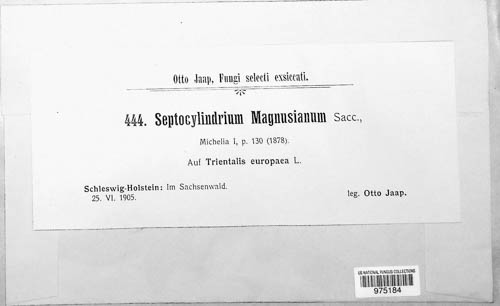 Otto Jaap, Fungi selecti exsiccati.
444. Septocylindrium Magnusianum Sacc.,
Michelia I, p. 130 (1878).
Auf Trientalis europaea L.
Schleswig-Holstein: Im Sachsenwald.
25. VI. 1905.
leg. Otto Jaap.
US NATIONAL FUNGUS COLLECTIONS
975184